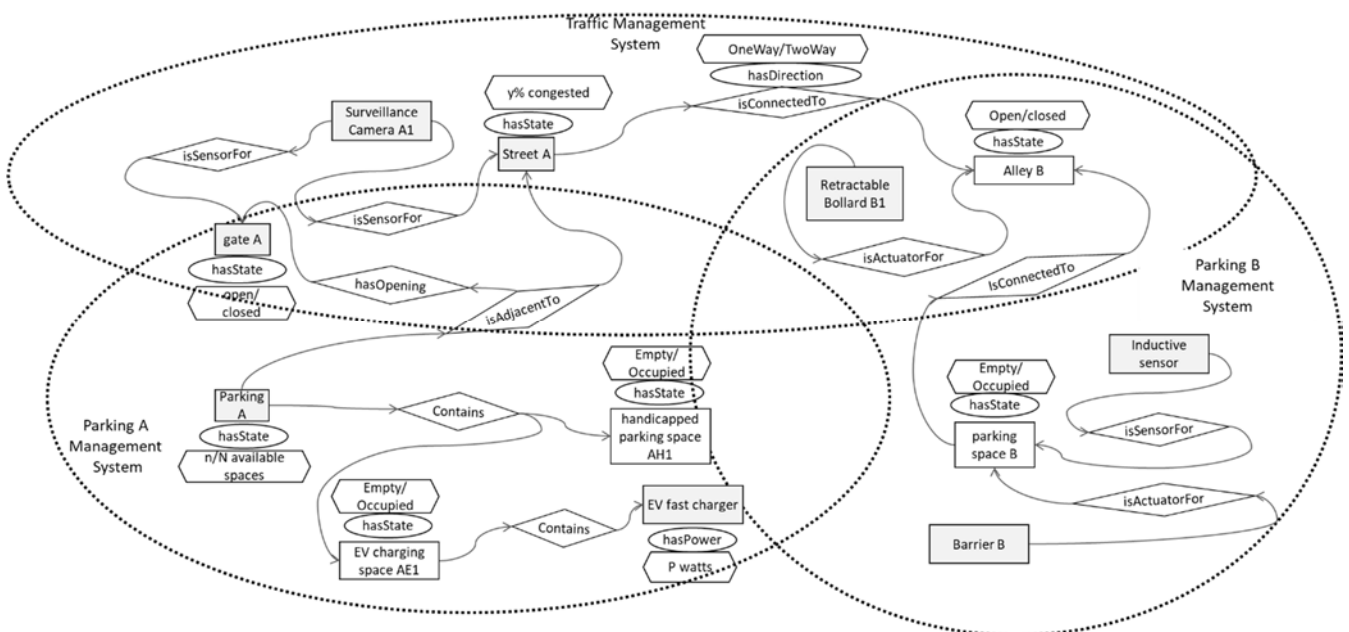 Traffic Management
System
OneWay/TwoWay
hasDirection
isConnectedTo
y% congested
hasState
Street A
Surveillance
Camera A1
isSensorFor
isSensorFor
Open/closed
hasState
Alley B
Retractable
Bollard B1
isActuatorFor
gate A
hasState
open/
closed
hasOpening
isAdjacentTo
IsConnectedTo
Parking B
Management
System
Parking A
Management
System
Parking
A
hasState
n/N available
spaces
Contains
Empty/
Occupied
hasState
handicapped
parking space
AH1
Empty/
Occupied
hasState
EV charging
space AE1
Contains
EV fast charger
hasPower
P watts
Inductive
sensor
Empty/
Occupied
hasState
parking
space B
isSensorFor
isActuatorFor
Barrier B